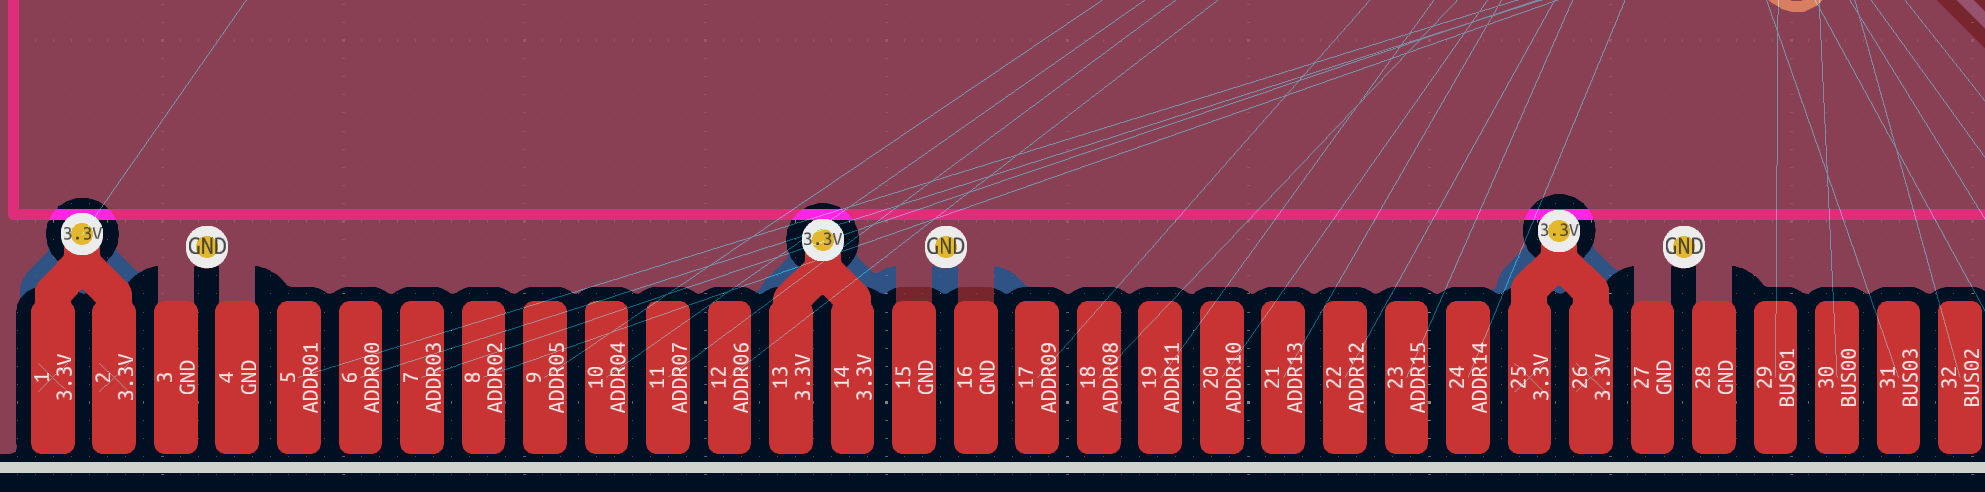 3.3V
GND
3.3V
GND
3.3V
GND
1
3.3V
2
3.3V
3
GND
4
GND
5
ADDR01
6
ADDR00
7
ADDR03
8
ADDR02
9
ADDR05
10
ADDR04
11
ADDR07
12
ADDR06
13
3.3V
14
3.3V
15
GND
16
GND
17
ADDR09
18
ADDR08
19
ADDR11
20
ADDR10
21
ADDR13
22
ADDR12
23
ADDR15
24
ADDR14
25
3.3V
26
3.3V
27
GND
28
GND
29
BUS01
30
BUS00
31
BUS03
32
BUS02